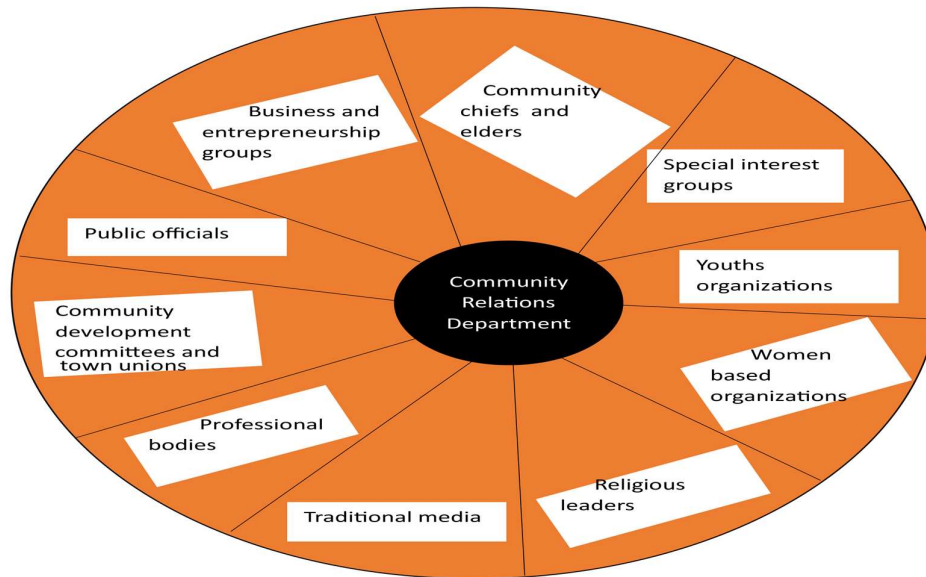 Community
chiefs and
elders
Special interest
groups
Youths
organizations
Women
based
organizations
Religious
leaders
Traditional media
Professional
bodies
Community
development
committees and
town unions
Public officials
Business and
entrepreneurship
groups
Community
Relations
Department